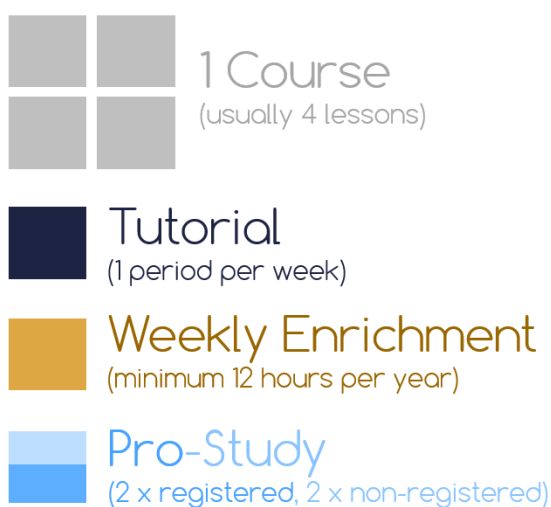 1 Course
(usually 4 lessons)
Tutorial
(1 period per week)
Weekly Enrichment
(minimum 12 hours per year)
Pro-Study
(2 x registered, 2 x non-registered)